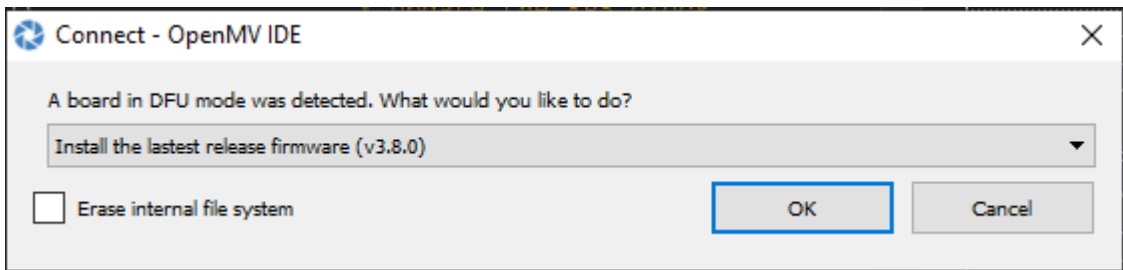 Connect - OpenMV IDE
A board in DFU mode was detected. What would you like to do?
Install the lastest release firmware (v3.8.0)
Erase internal file system
OK
Cancel